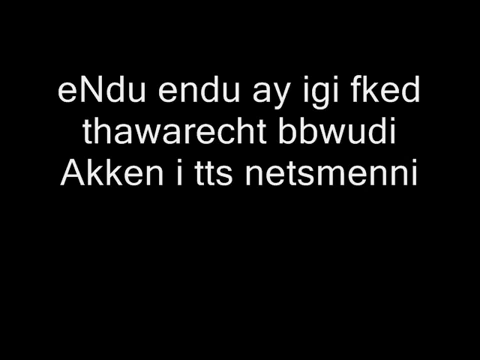 eNdu endu ay igi fked
thawarecht bbwudi
Akken i tts netsmenni